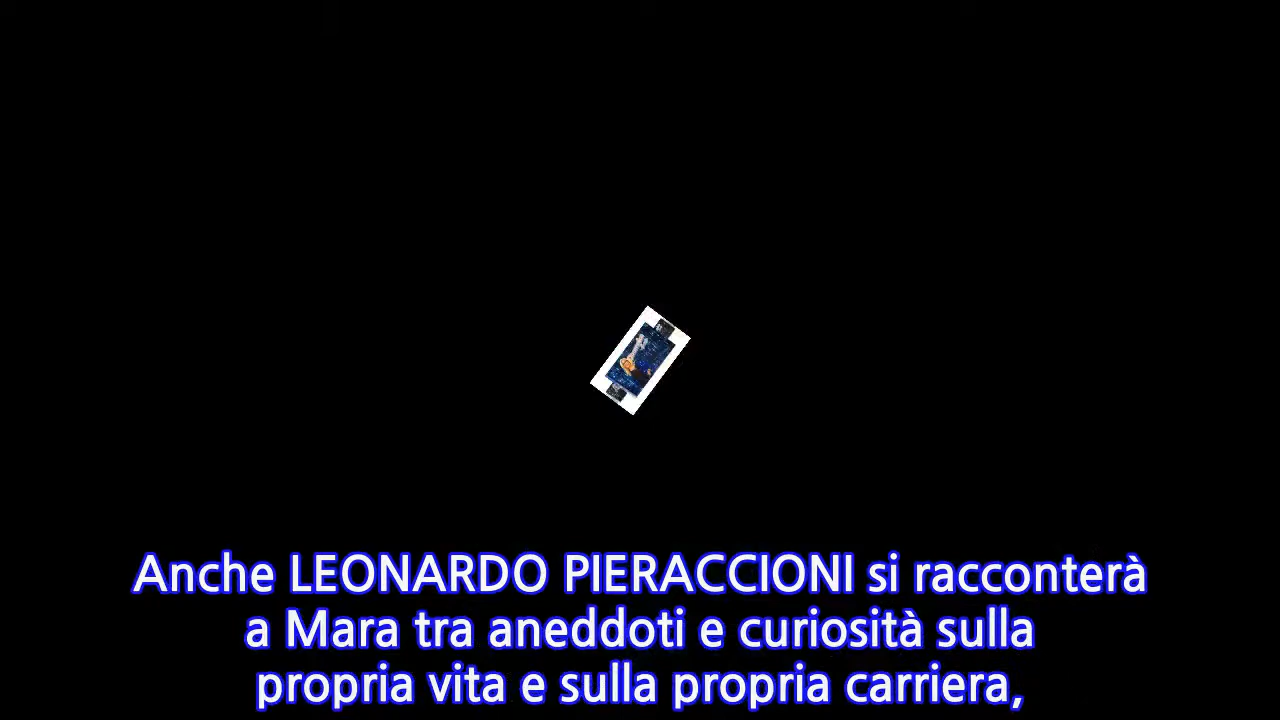 Anche LEONARDO PIERACCIONI si racconterà
a Mara tra aneddoti e curiosità sulla
propria vita e sulla propria carriera,